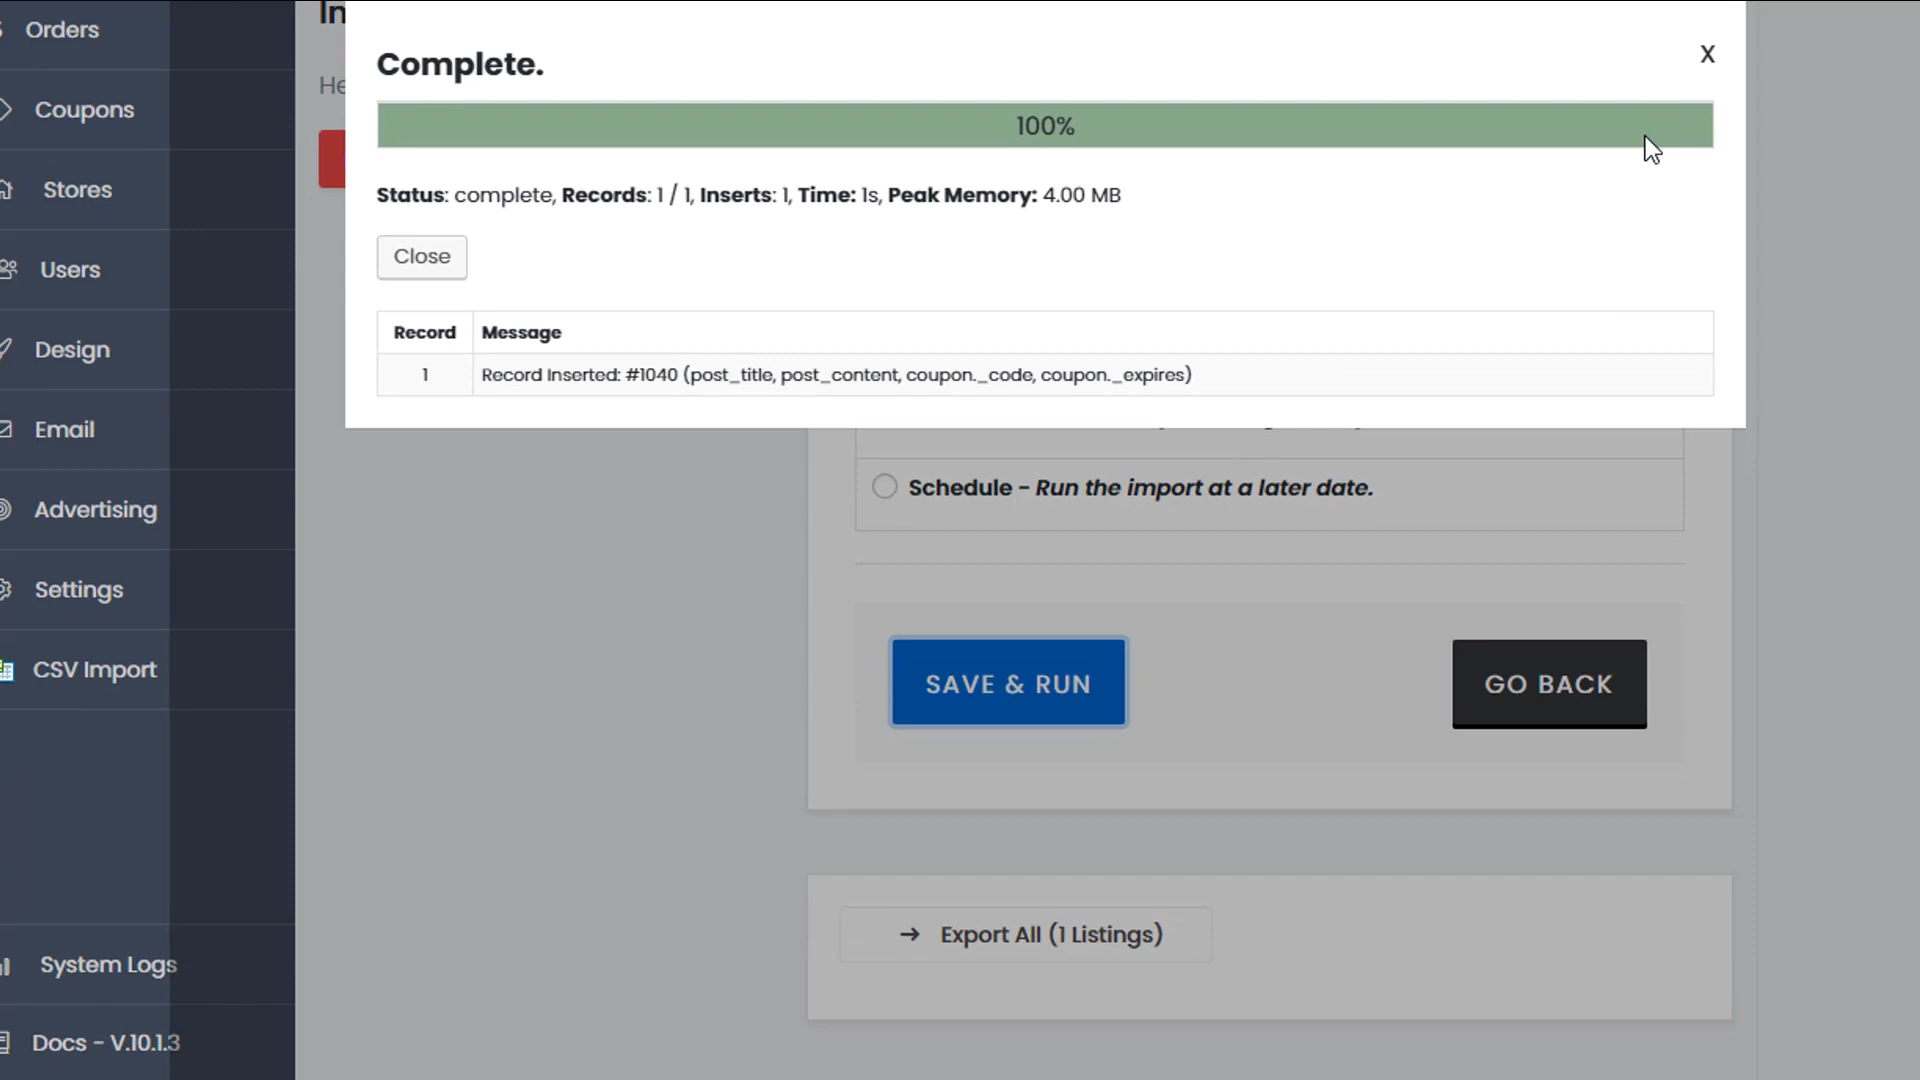 Orders
Coupons
Stores
Users
Design
Email
Advertising
Settings
CSV Import
System Logs
Docs - V.10.1.3
Complete.
X
100%
Status: complete, Records: 1 / 1, Inserts: 1, Time: 1s, Peak Memory: 4.00 MB
Close
Record Message
1 Record Inserted: #1040 (post_title, post_content, coupon._code, coupon._expires)
Schedule - Run the import at a later date.
SAVE & RUN
GO BACK
→ Export All (1 Listings)